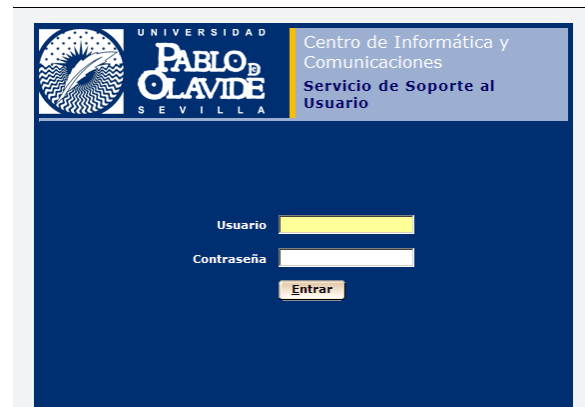 UNIVERSIDAD
PABLO DE
OLAVIDE
SEVILLA
Centro de Informática y
Comunicaciones
Servicio de Soporte al
Usuario
Usuario
Contraseña
Entrar